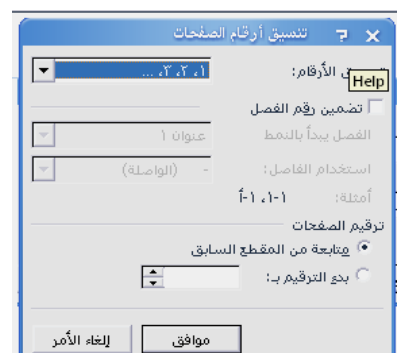 تنسيق أرقام الصفحات
ق الأرقام: ١، ٢، ٣، ...
Help
تضمين رقم الفصل
الفصل يبدأ بالنمط عنوان ١
استخدام الفاصل: - (الواصلة)
أمثلة: ١-١، ١-أ
ترقيم الصفحات
متابعة من المقطع السابق
بدء الترقيم بـ:
موافق إلغاء الأمر